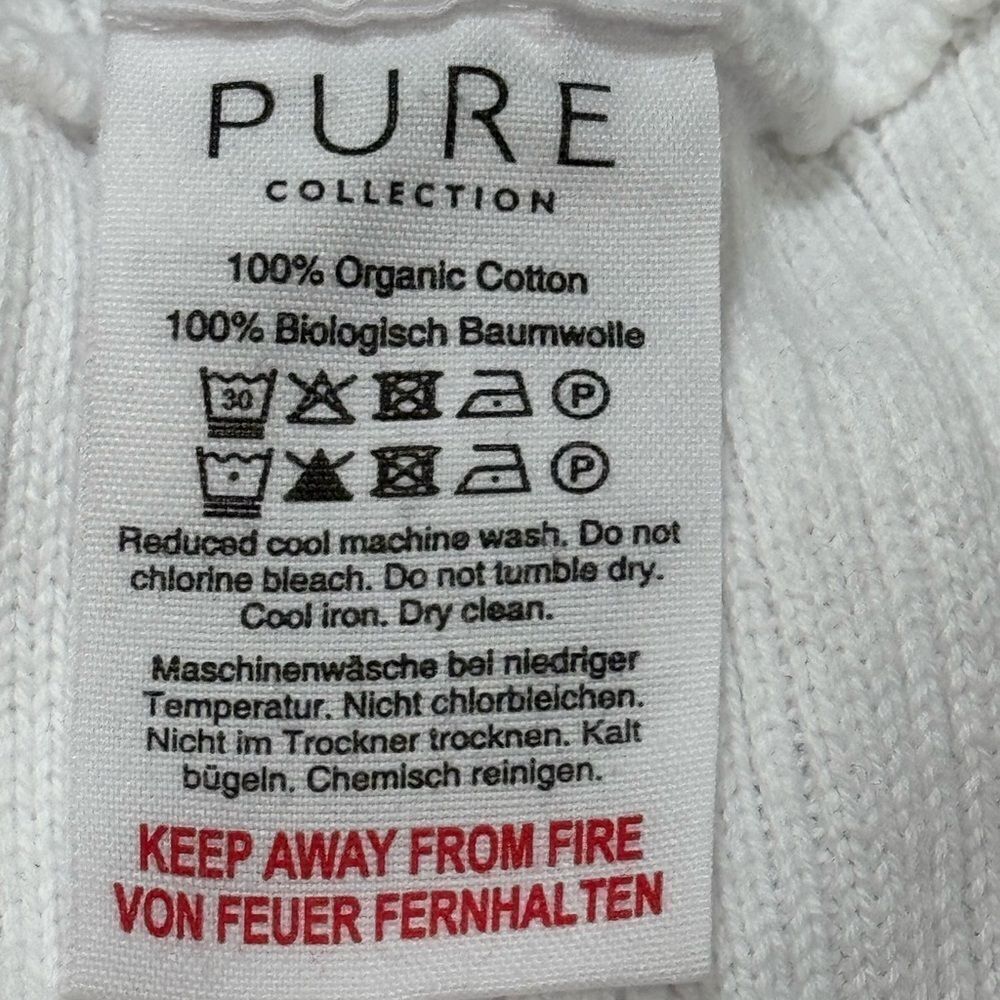 PURE
COLLECTION
100% Organic Cotton
100% Biologisch Baumwolle
30 P
P
Reduced cool machine wash. Do not
chlorine bleach. Do not tumble dry.
Cool iron. Dry clean.
Maschinenwäsche bei niedriger
Temperatur. Nicht chlorbleichen.
Nicht im Trockner trocknen. Kalt
bügeln. Chemisch reinigen.
KEEP AWAY FROM FIRE
VON FEUER FERNHALTEN